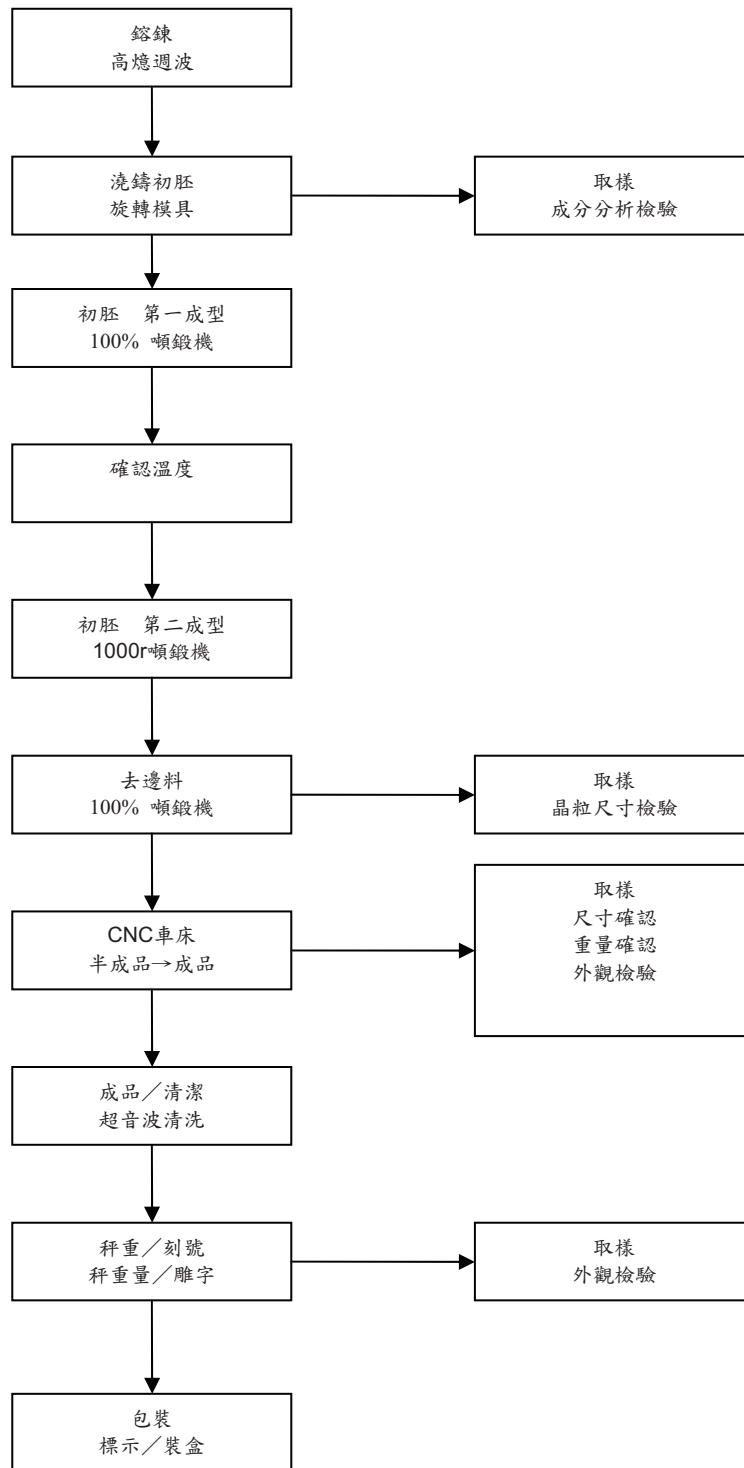 鎔鍊
高燱週波
澆鑄初胚
旋轉模具
取樣
成分分析檢驗
初胚　第一成型
100% 噸鍛機
確認溫度
初胚　第二成型
1000r噸鍛機
去邊料
100% 噸鍛機
取樣
晶粒尺寸檢驗
CNC車床
半成品→成品
取樣
尺寸確認
重量確認
外觀檢驗
成品／清潔
超音波清洗
秤重／刻號
秤重量／雕字
取樣
外觀檢驗
包裝
標示／裝盒